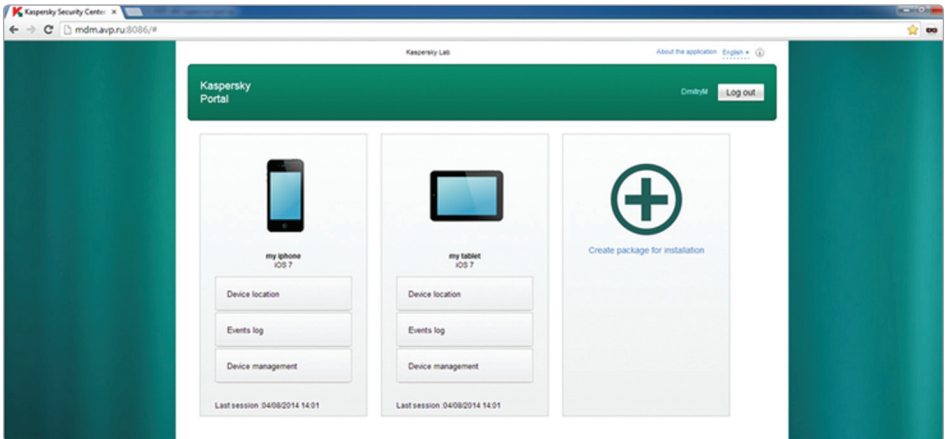 Kaspersky Security Center
mdm.avp.ru:8086/#
Kaspersky Lab
About the application English
Kaspersky
Portal
DmitryM
Log out
my iphone
iOS 7
Device location
Events log
Device management
Last session :04/08/2014 14:01
my tablet
iOS 7
Device location
Events log
Device management
Last session :04/08/2014 14:01
Create package for installation